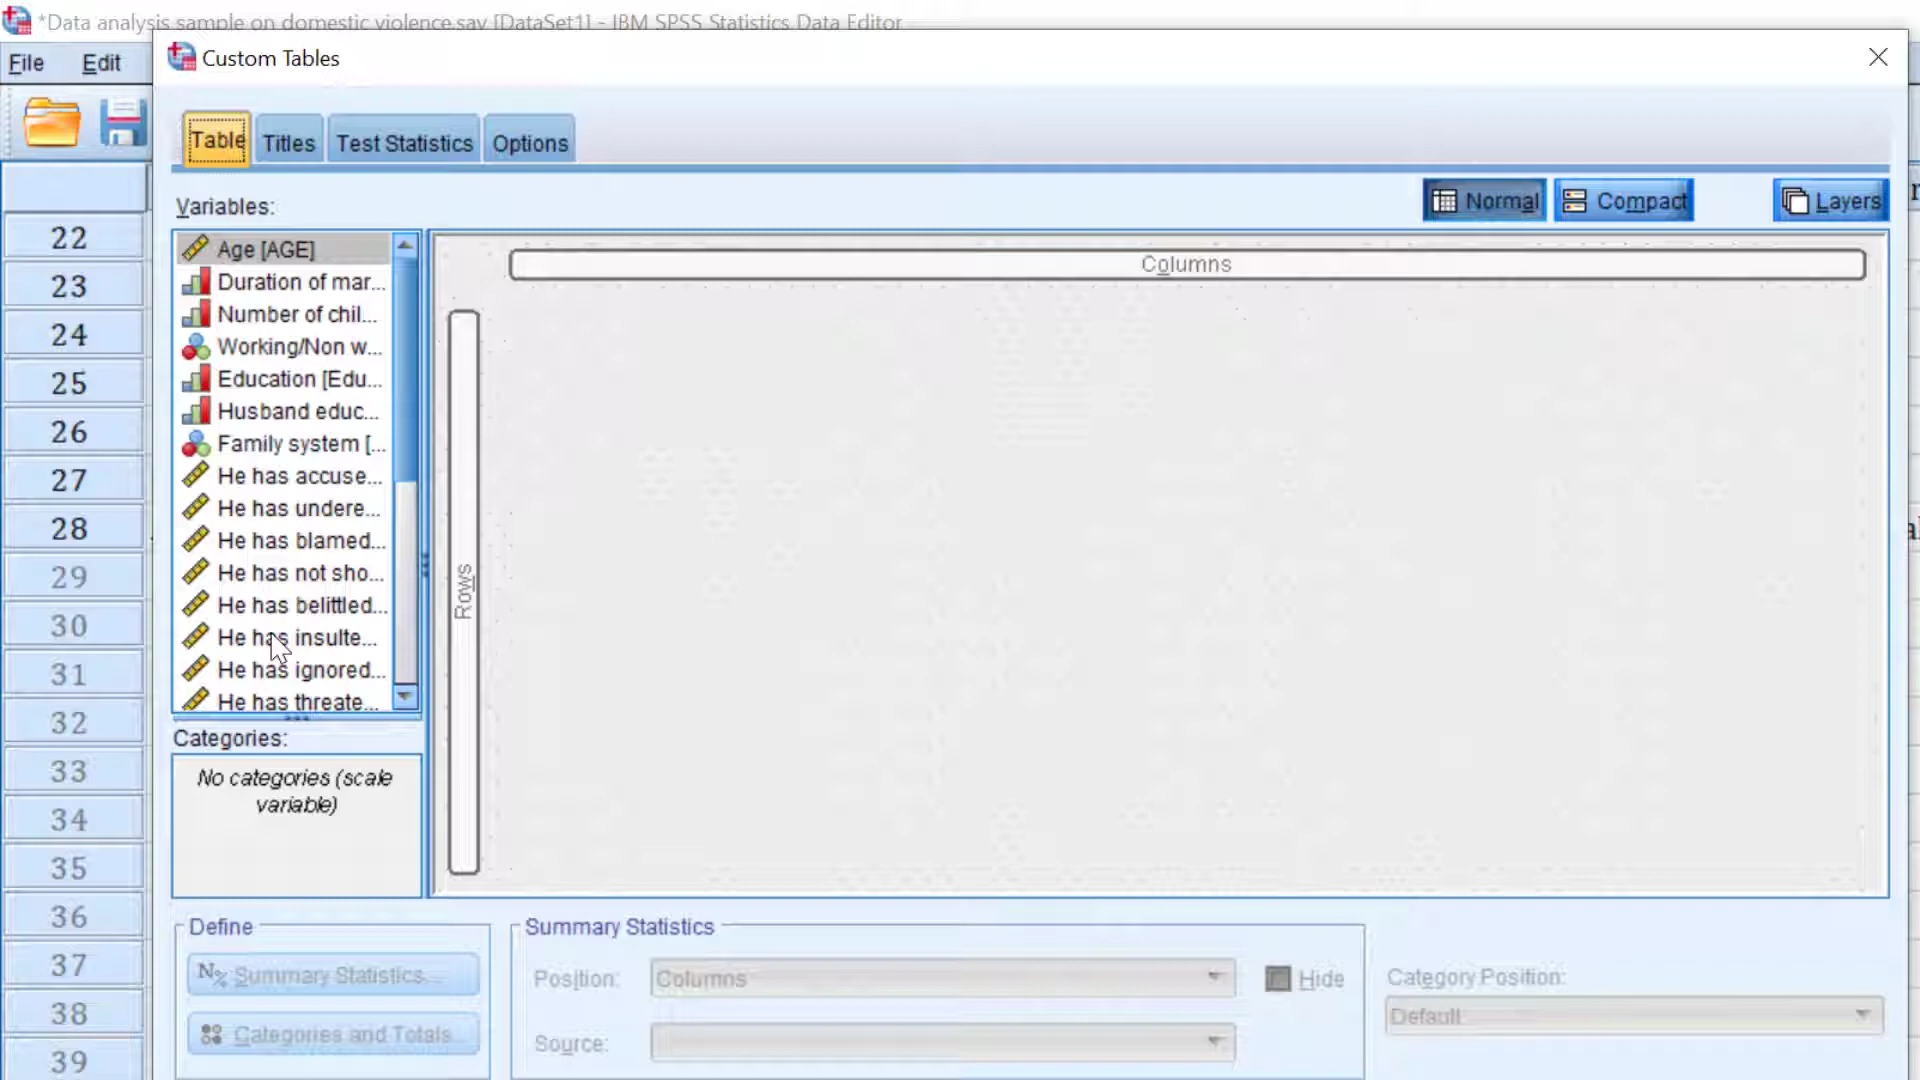 *Data analysis sample on domestic violence.sav [DataSet1] - IBM SPSS Statistics Data Editor
Custom Tables
File Edit
Table Titles Test Statistics Options
Variables:
Normal Compact Layers
22
23
24
25
26
27
28
29
30
31
32
33
34
35
36
37
38
39
Age [AGE]
Duration of mar...
Number of chil...
Working/Non w...
Education [Edu...
Husband educ...
Family system [...
He has accuse...
He has undere...
He has blamed...
He has not sho...
He has belittled...
He has insulte...
He has ignored...
He has threate...
Columns
Rows
Categories:
No categories (scale
variable)
Define
N% Summary Statistics...
Categories and Totals...
Summary Statistics
Position: Columns Hide
Source:
Category Position:
Default